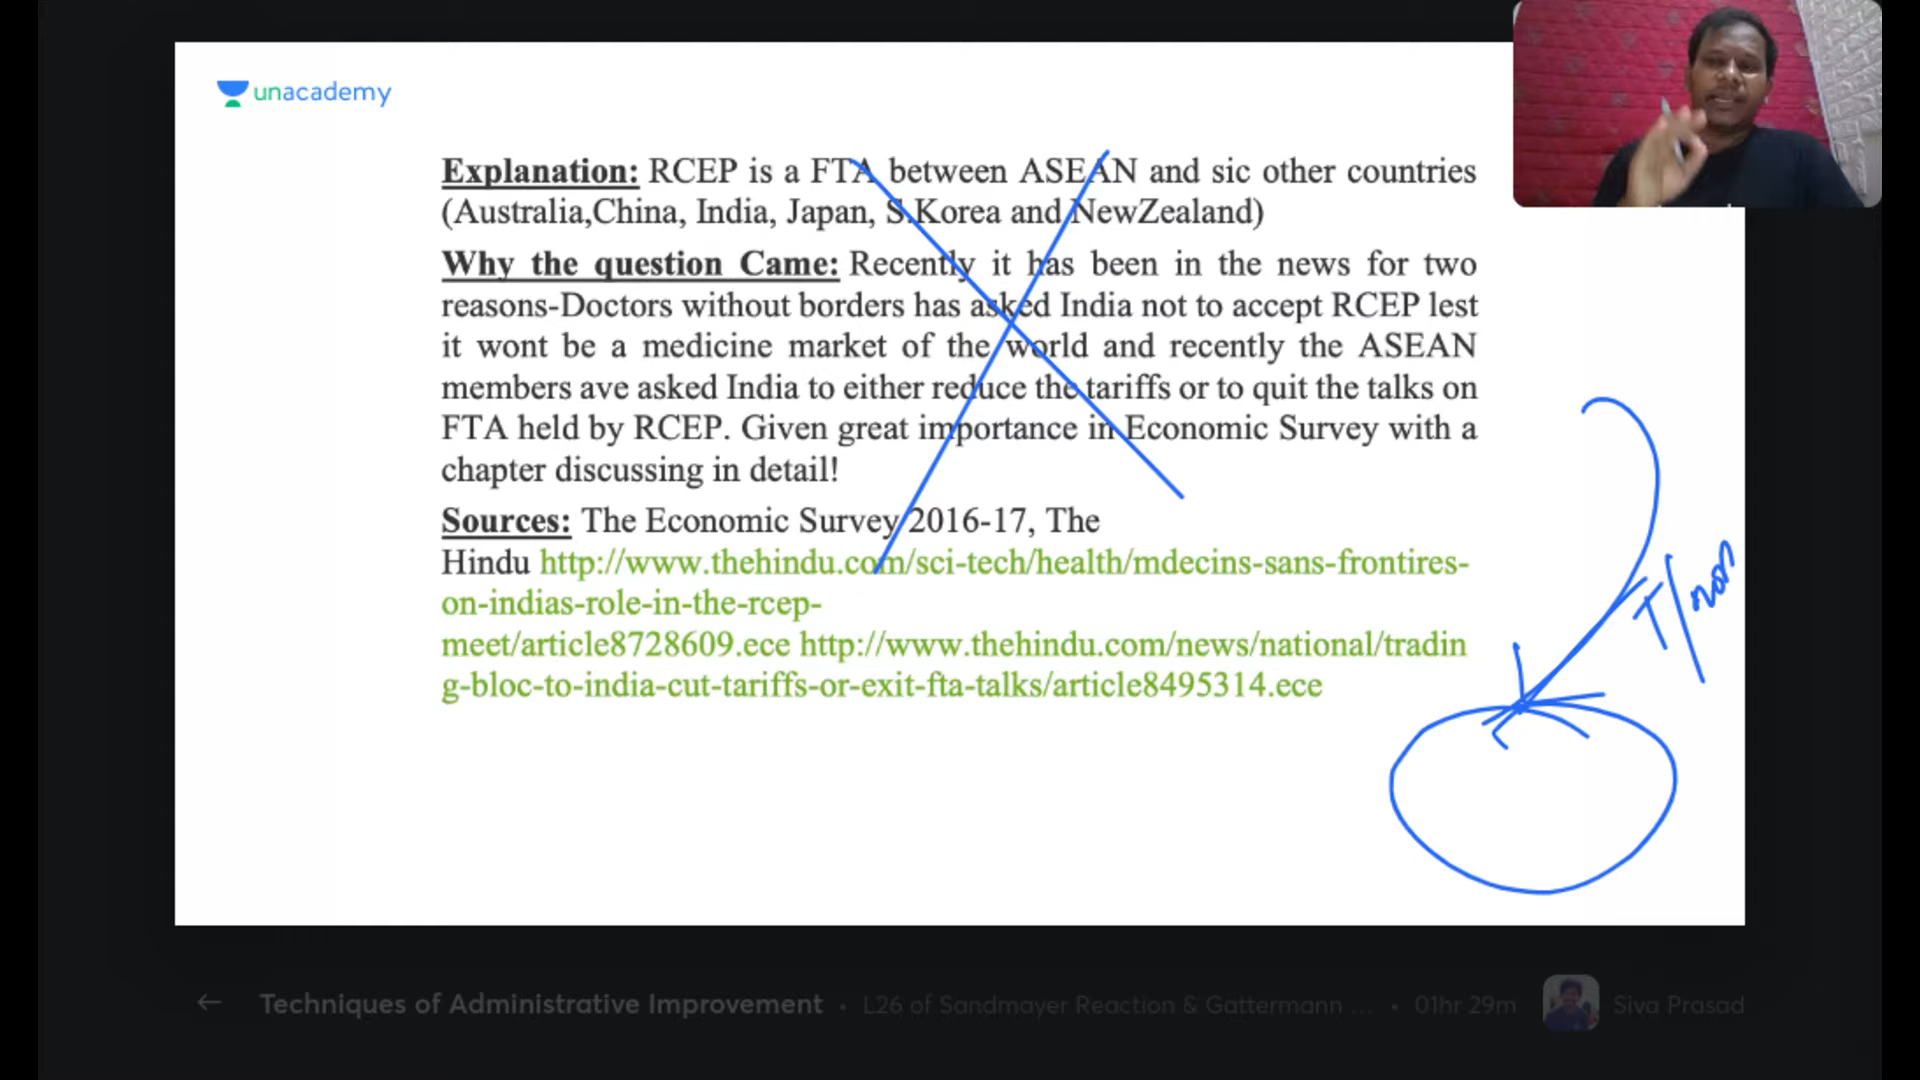 unacademy
Explanation: RCEP is a FTA between ASEAN and sic other countries
(Australia,China, India, Japan, S.Korea and NewZealand)
Why the question Came: Recently it has been in the news for two
reasons-Doctors without borders has asked India not to accept RCEP lest
it wont be a medicine market of the world and recently the ASEAN
members ave asked India to either reduce the tariffs or to quit the talks on
FTA held by RCEP. Given great importance in Economic Survey with a
chapter discussing in detail!
Sources: The Economic Survey 2016-17, The
Hindu http://www.thehindu.com/sci-tech/health/mdecins-sans-frontires-
on-indias-role-in-the-rcep-
meet/article8728609.ece http://www.thehindu.com/news/national/tradin
g-bloc-to-india-cut-tariffs-or-exit-fta-talks/article8495314.ece
T/non
Techniques of Administrative Improvement • L26 of Sandmayer Reaction & Gattermann ... • 01hr 29m Siva Prasad